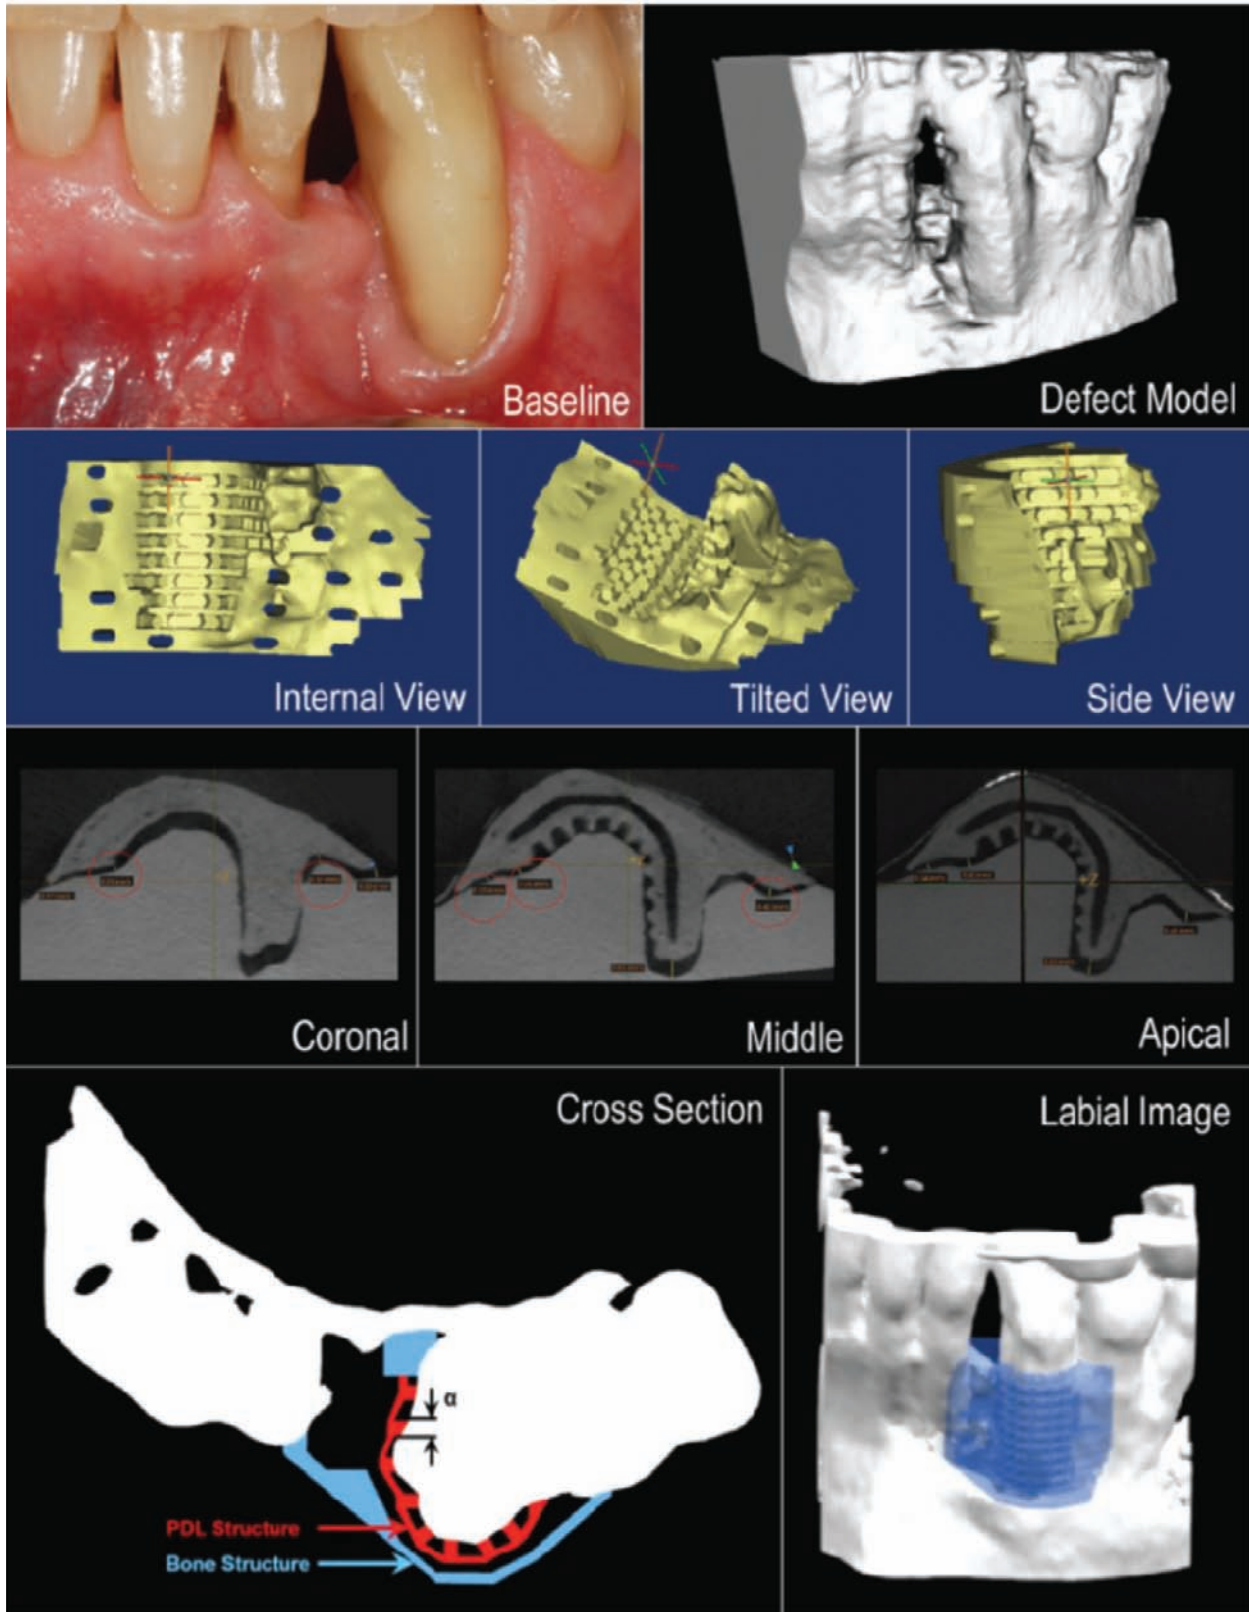 Baseline
Defect Model
Internal View
Tilted View
Side View
Coronal
Middle
Apical
Cross Section
α
PDL Structure
Bone Structure
Labial Image